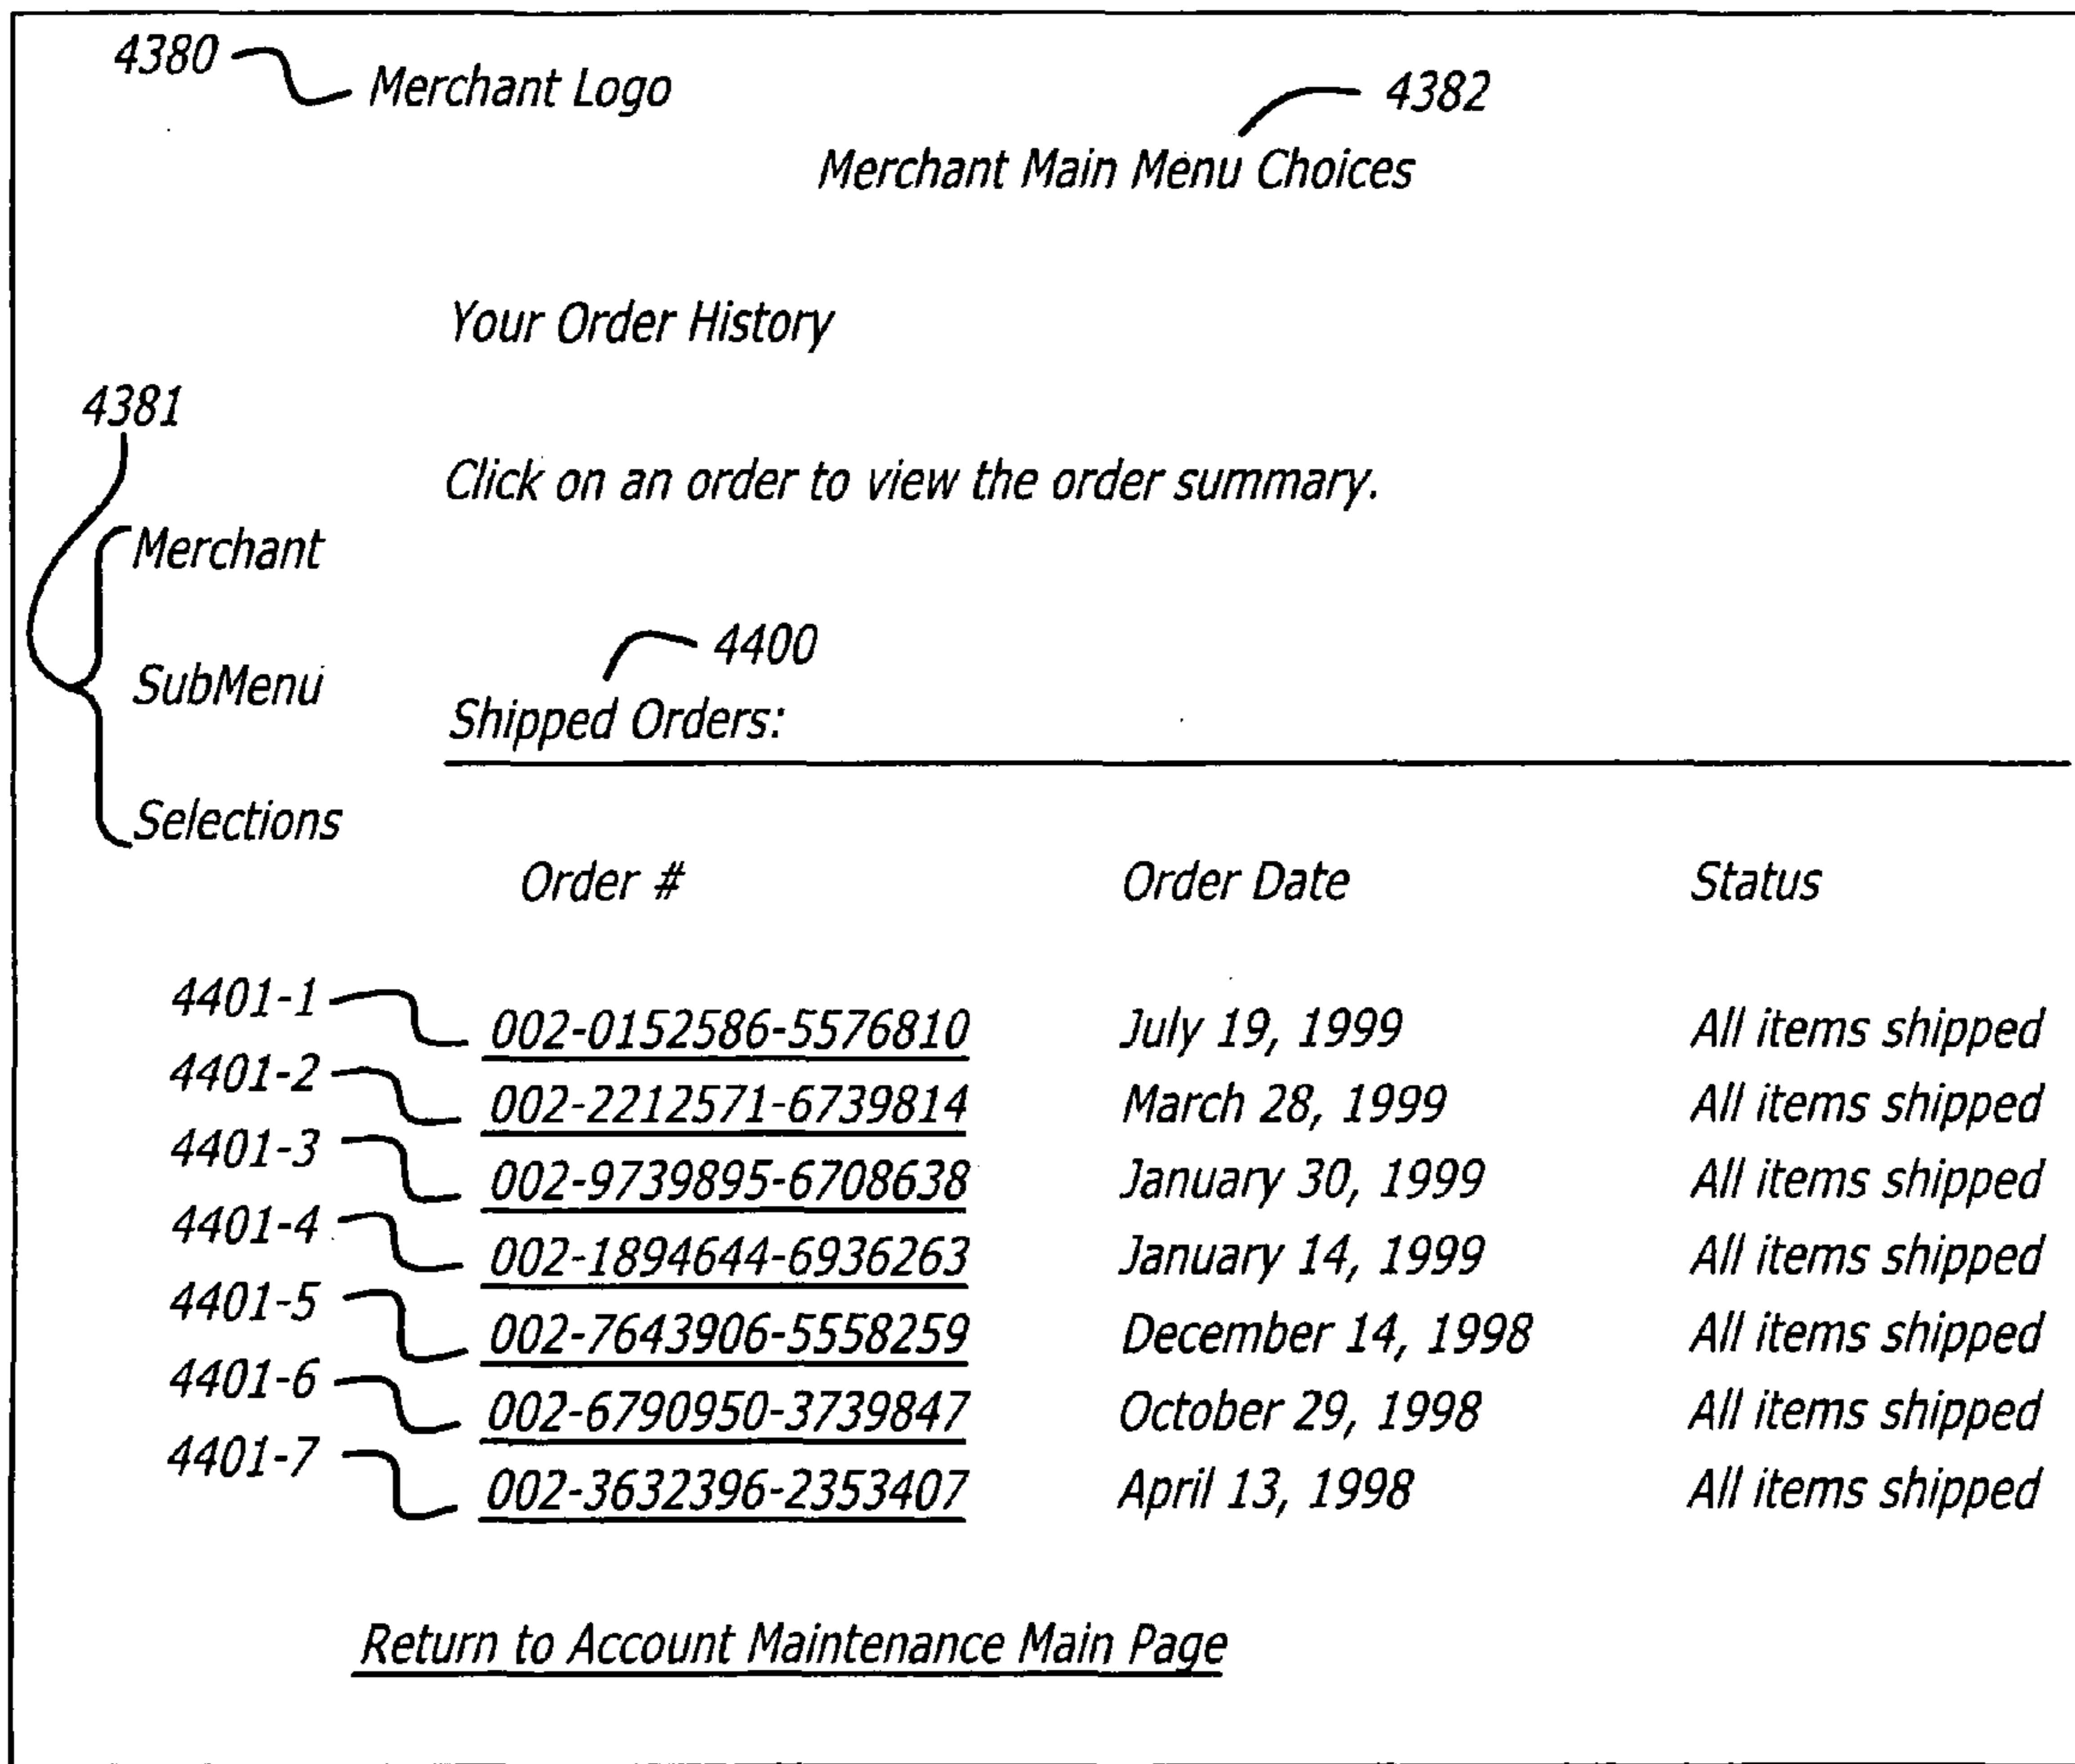 4380 Merchant Logo
4382
Merchant Main Menu Choices
Your Order History
4381
Click on an order to view the order summary.
Merchant
SubMenu
Selections
4400
Shipped Orders:
Order # Order Date Status
4401-1 002-0152586-5576810 July 19, 1999 All items shipped
4401-2 002-2212571-6739814 March 28, 1999 All items shipped
4401-3 002-9739895-6708638 January 30, 1999 All items shipped
4401-4 002-1894644-6936263 January 14, 1999 All items shipped
4401-5 002-7643906-5558259 December 14, 1998 All items shipped
4401-6 002-6790950-3739847 October 29, 1998 All items shipped
4401-7 002-3632396-2353407 April 13, 1998 All items shipped
Return to Account Maintenance Main Page